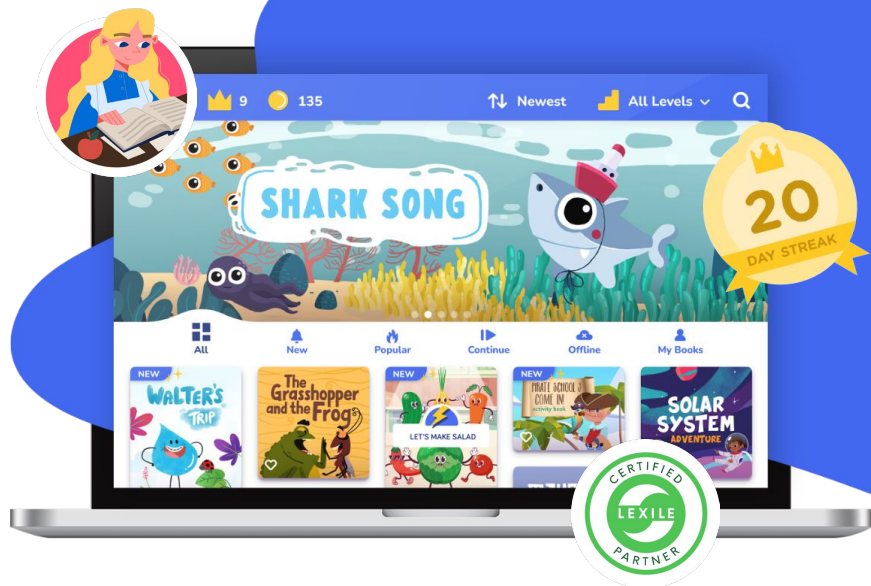 9
135
Newest
All Levels
SHARK SONG
20
DAY STREAK
All
New
Popular
Continue
Offline
My Books
NEW
WALTER'S
TRIP
The
Grasshopper
and the Frog
NEW
LET'S MAKE SALAD
NEW
PIRATE SCHOOL 3
COME IN!
activity book
SOLAR
SYSTEM
ADVENTURE
CERTIFIED
LEXILE
PARTNER